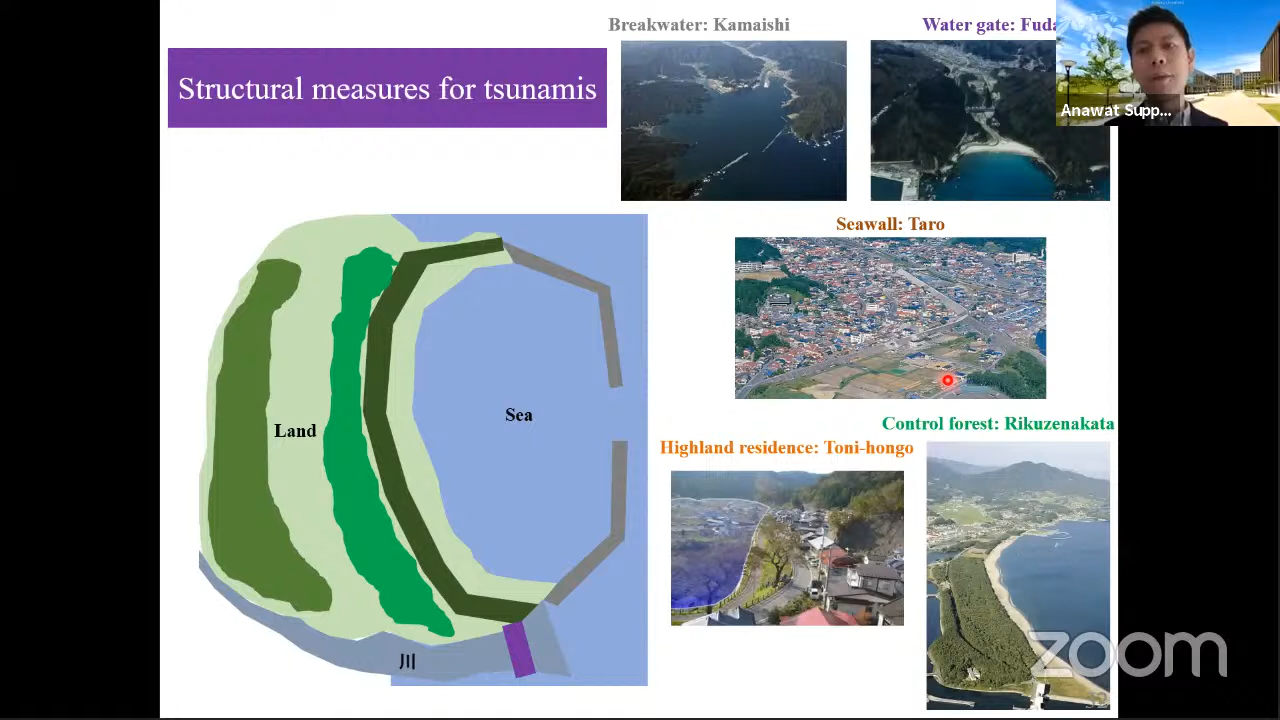 Breakwater: Kamaishi
Water gate: Fuda
Structural measures for tsunamis
Anawat Supp...
Seawall: Taro
Land
Sea
Control forest: Rikuzenakata
Highland residence: Toni-hongo
川
zoom